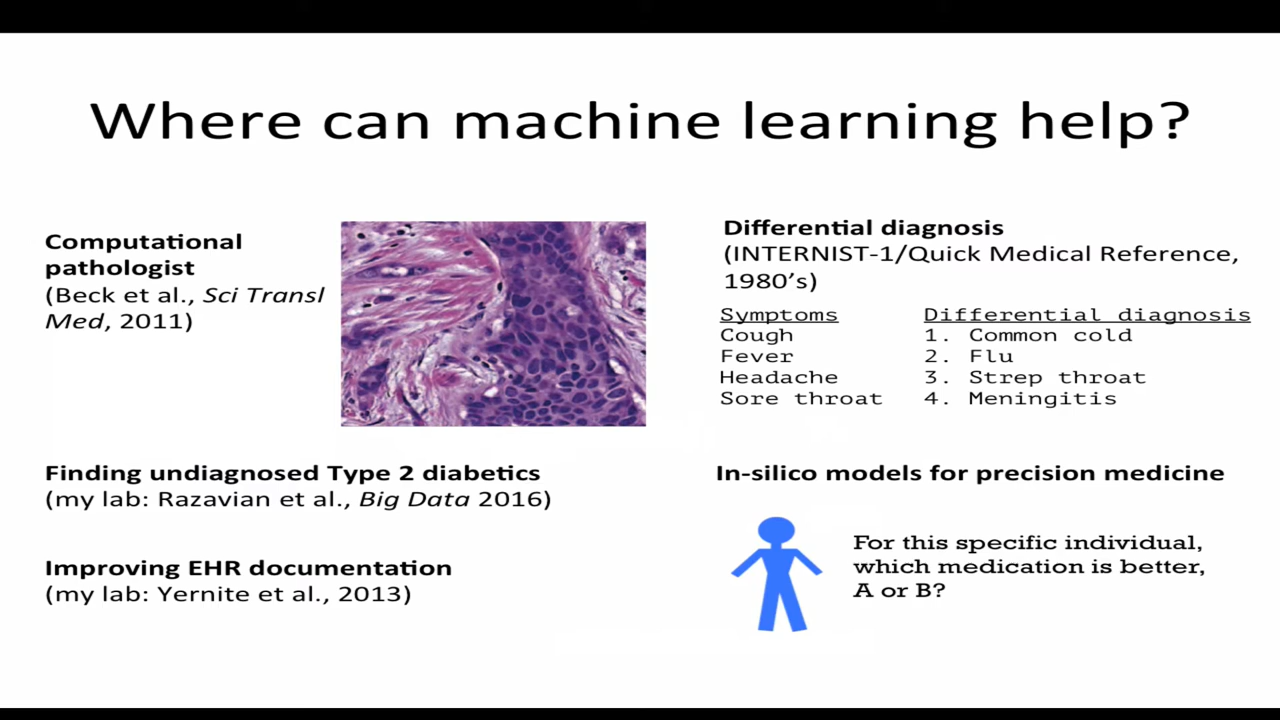 Where can machine learning help?
Computational
pathologist
(Beck et al., Sci Transl
Med, 2011)
Differential diagnosis
(INTERNIST-1/Quick Medical Reference,
1980’s)
Symptoms Differential diagnosis
Cough 1. Common cold
Fever 2. Flu
Headache 3. Strep throat
Sore throat 4. Meningitis
Finding undiagnosed Type 2 diabetics
(my lab: Razavian et al., Big Data 2016)
Improving EHR documentation
(my lab: Yernite et al., 2013)
In-silico models for precision medicine
For this specific individual,
which medication is better,
A or B?